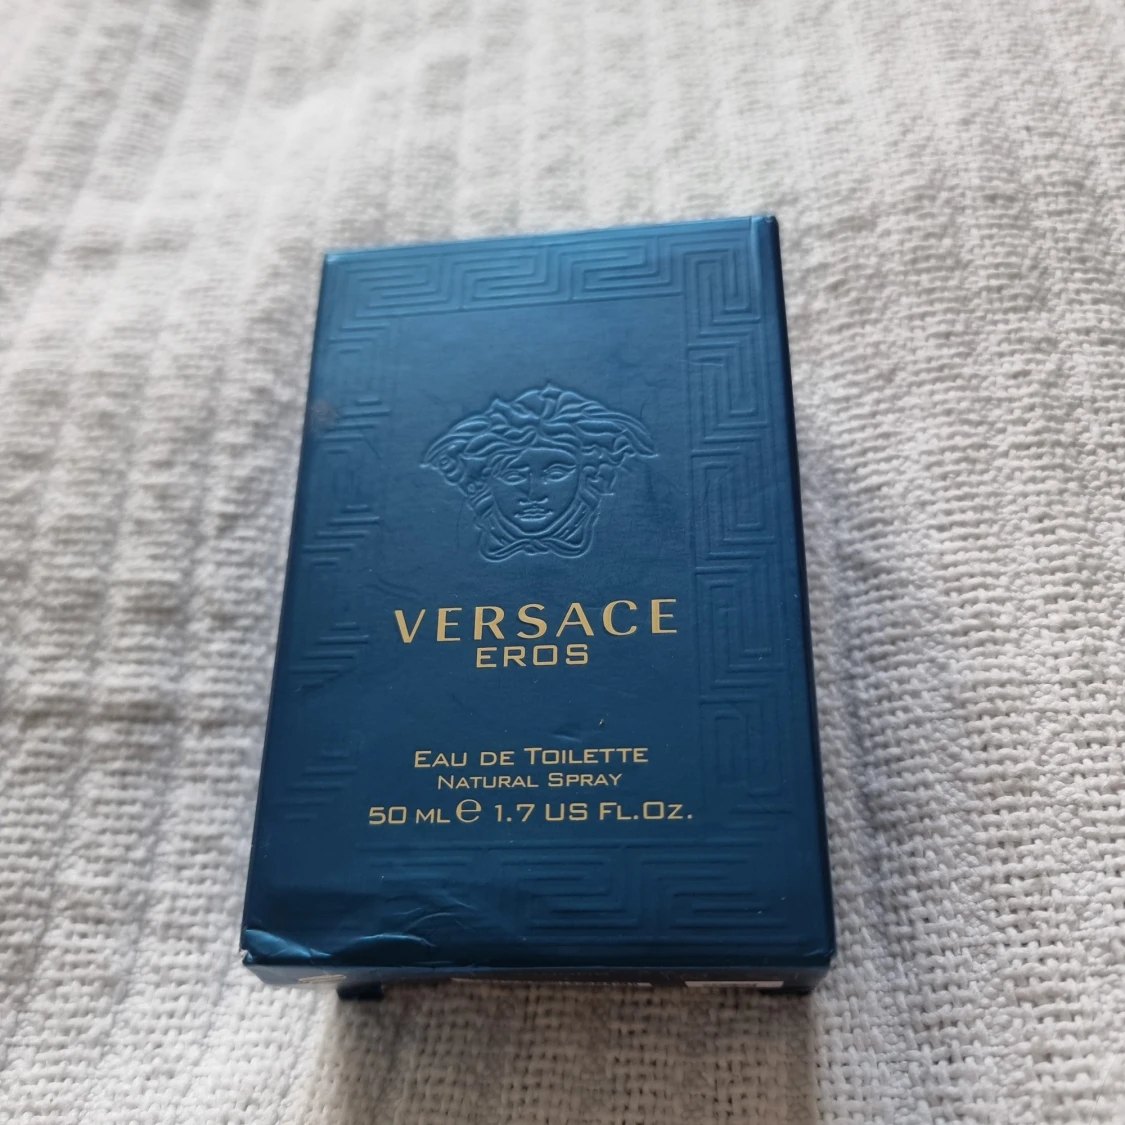 VERSACE
EROS
EAU DE TOILETTE
NATURAL SPRAY
50 ML ℮ 1.7 US FL.OZ.